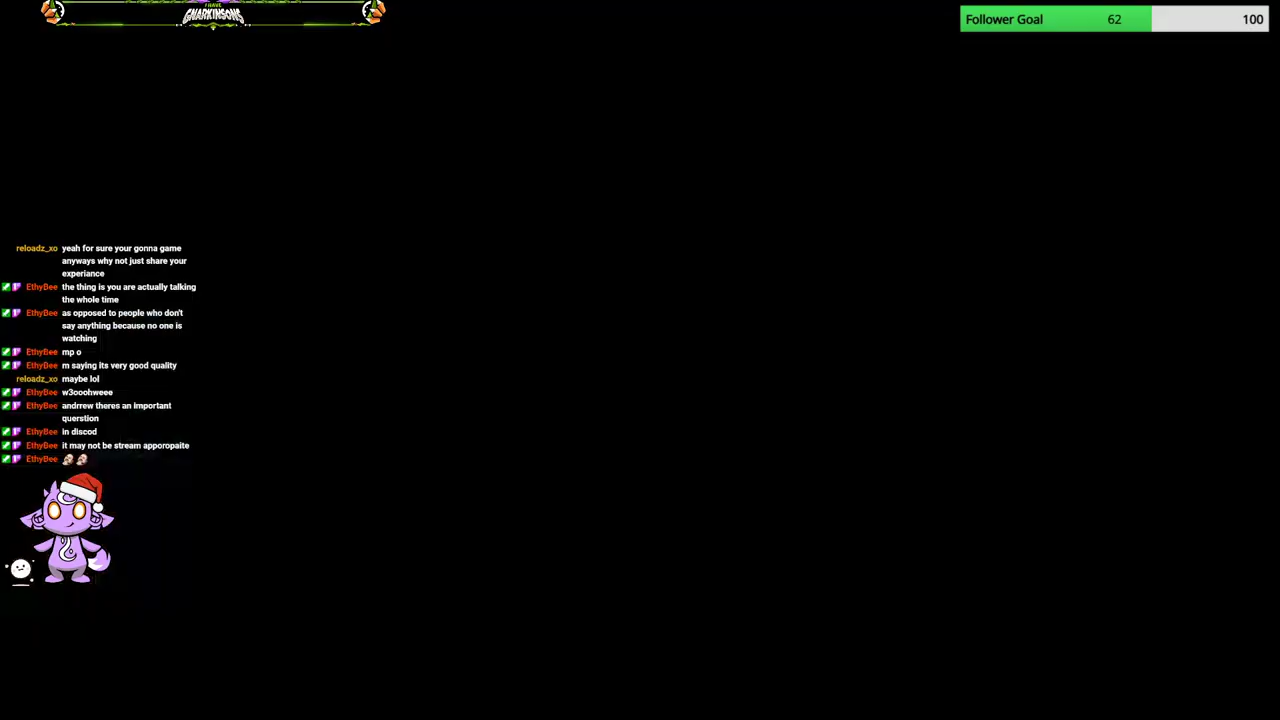 I HAVE
GNARKINSONS
Follower Goal 62 100
reloadz_xo yeah for sure your gonna game
anyways why not just share your
experiance
EthyBee the thing is you are actually talking
the whole time
EthyBee as opposed to people who don't
say anything because no one is
watching
EthyBee mp o
EthyBee m saying its very good quality
reloadz_xo maybe lol
EthyBee w3ooohweee
EthyBee andrrew theres an important
querstion
EthyBee in discod
EthyBee it may not be stream apporopaite
EthyBee